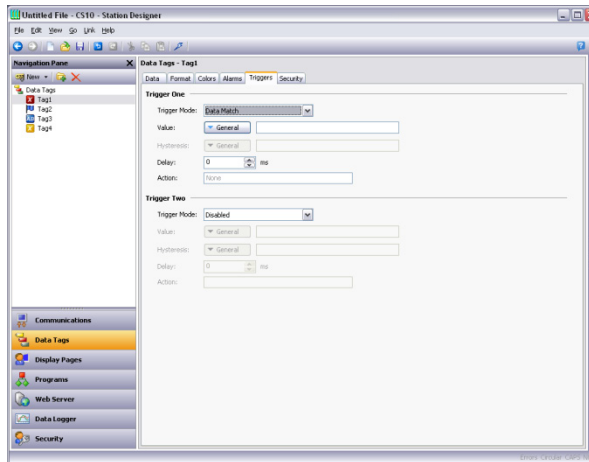 Untitled File - CS10 - Station Designer
File Edit View Go Link Help
Navigation Pane
Data Tags - Tag1
New
Data Format Colors Alarms Triggers Security
Data Tags
Tag1
Tag2
Tag3
Tag4
Trigger One
Trigger Mode: Data Match
Value: General
Hysteresis: General
Delay: 0 ms
Action: None
Trigger Two
Trigger Mode: Disabled
Value: General
Hysteresis: General
Delay: 0 ms
Action:
Communications
Data Tags
Display Pages
Programs
Web Server
Data Logger
Security
Errors Circular CAPS